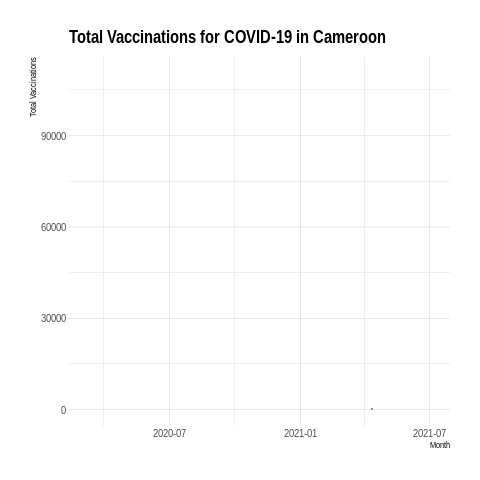 Total Vaccinations for COVID-19 in Cameroon
Total Vaccinations
90000
60000
30000
0
2020-07
2021-01
2021-07
Month